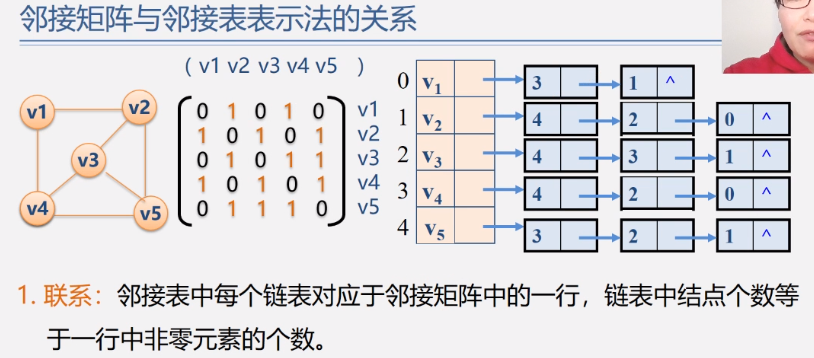 邻接矩阵与邻接表表示法的关系
( v1 v2 v3 v4 v5 )
v1 v2
v3
v4 v5
0 1 0 1 0 v1
1 0 1 0 1 v2
0 1 0 1 1 v3
1 0 1 0 1 v4
0 1 1 1 0 v5
0 v1 3 1 ^
1 v2 4 2 0 ^
2 v3 4 3 1 ^
3 v4 4 2 0 ^
4 v5 3 2 1 ^
1. 联系：邻接表中每个链表对应于邻接矩阵中的一行，链表中结点个数等
于一行中非零元素的个数。